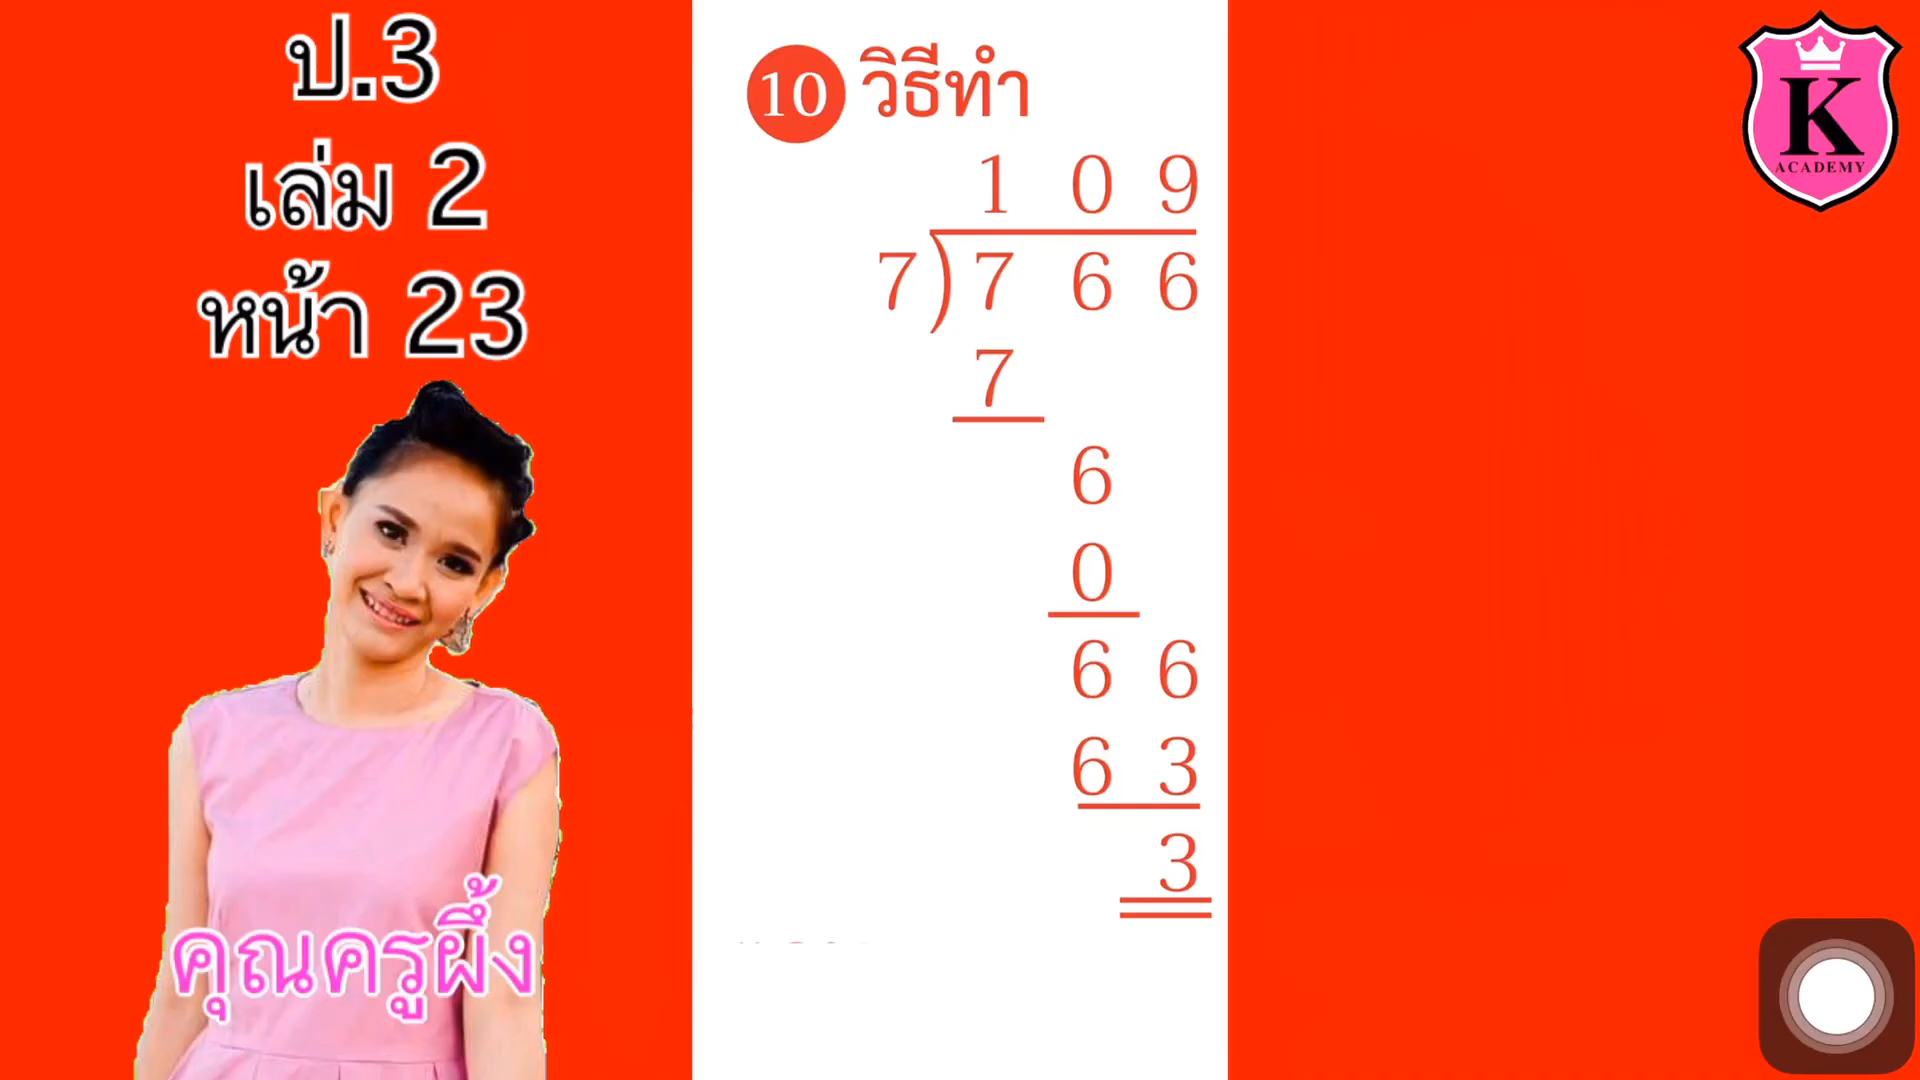 ป.3
เล่ม 2
หน้า 23
คุณครูผึ้ง
10 วิธีทำ
1 0 9
7)7 6 6
7
6
0
6 6
6 3
3
K
ACADEMY